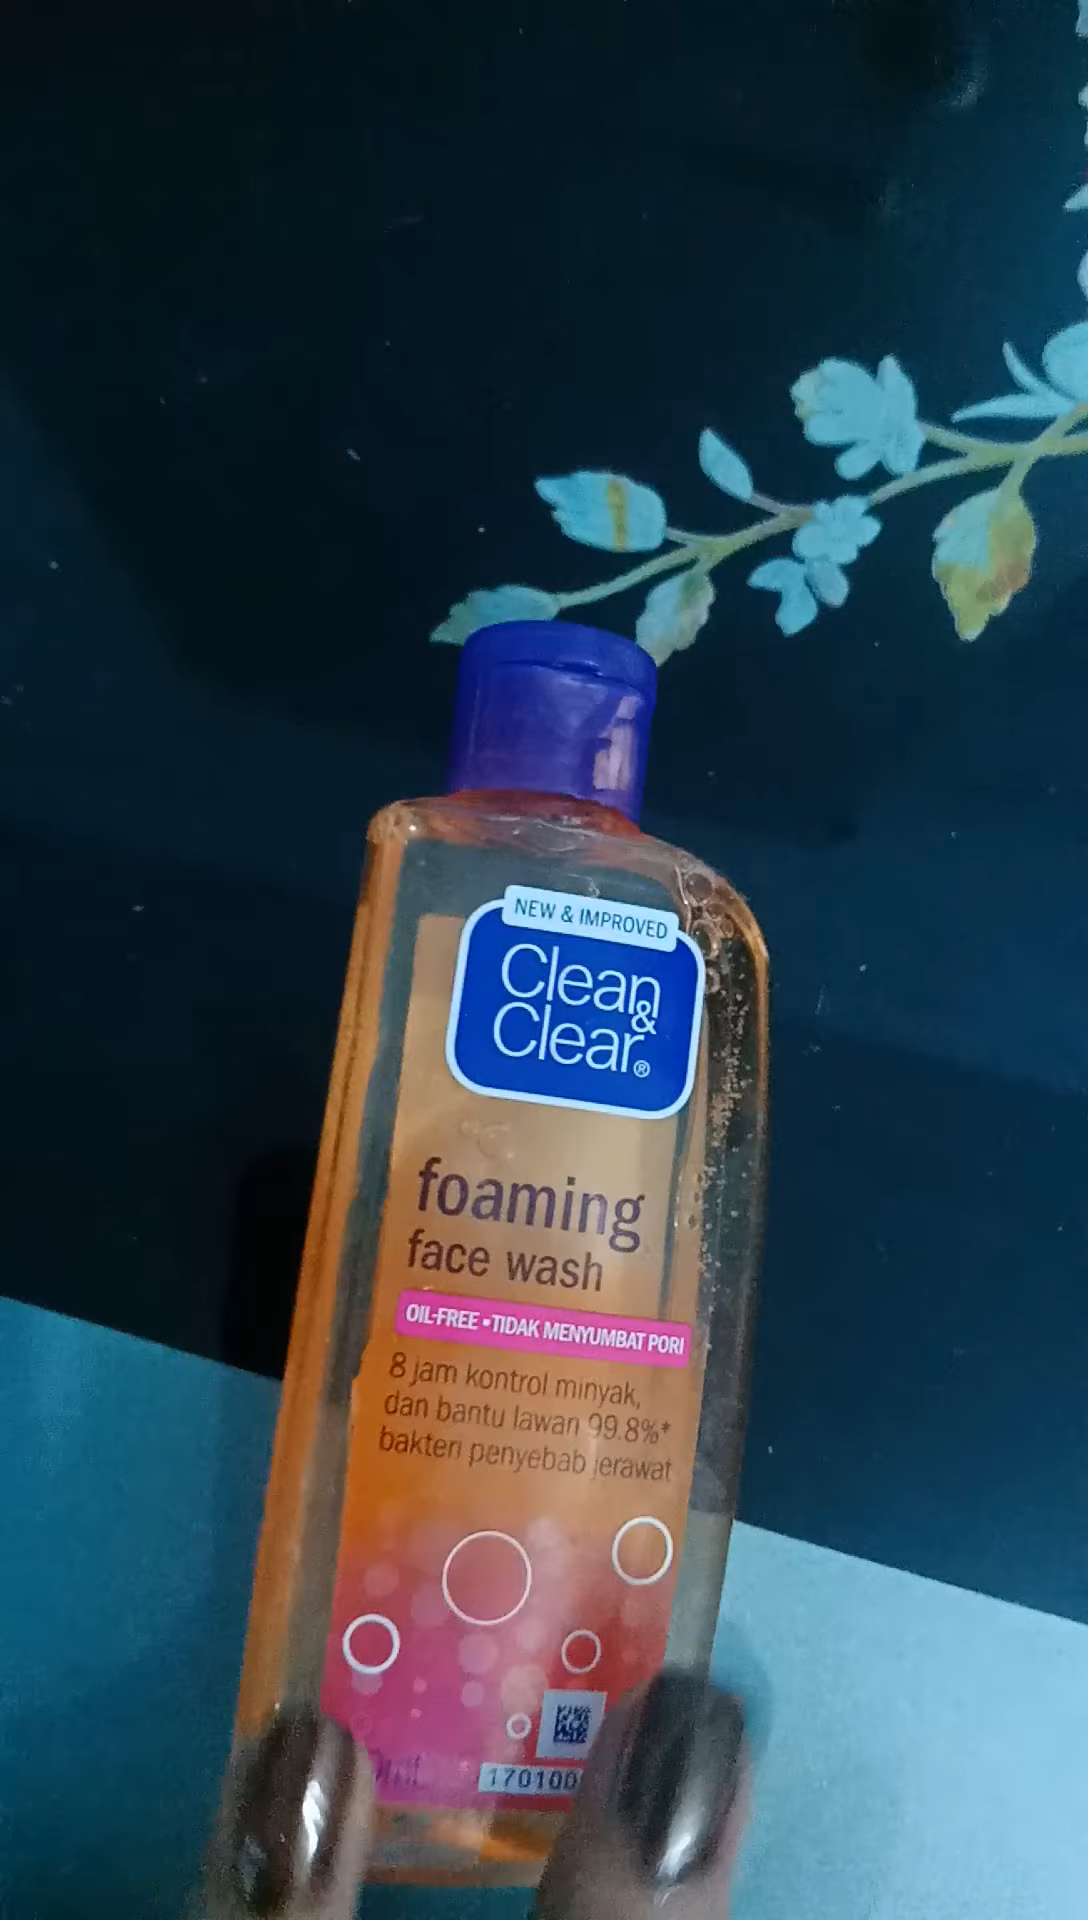 NEW & IMPROVED
Clean
&
Clear®
foaming
face wash
OIL-FREE • TIDAK MENYUMBAT PORI
8 jam kontrol minyak,
dan bantu lawan 99.8%*
bakteri penyebab jerawat
170100